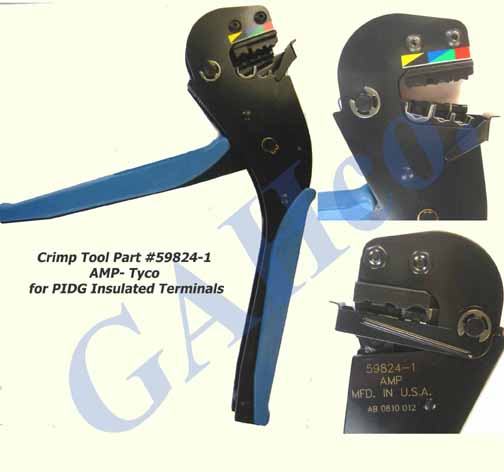 Crimp Tool Part #59824-1
AMP- Tyco
for PIDG Insulated Terminals
GAIIco
59824-1
AMP
MFD. IN U.S.A.
AB 0810 012